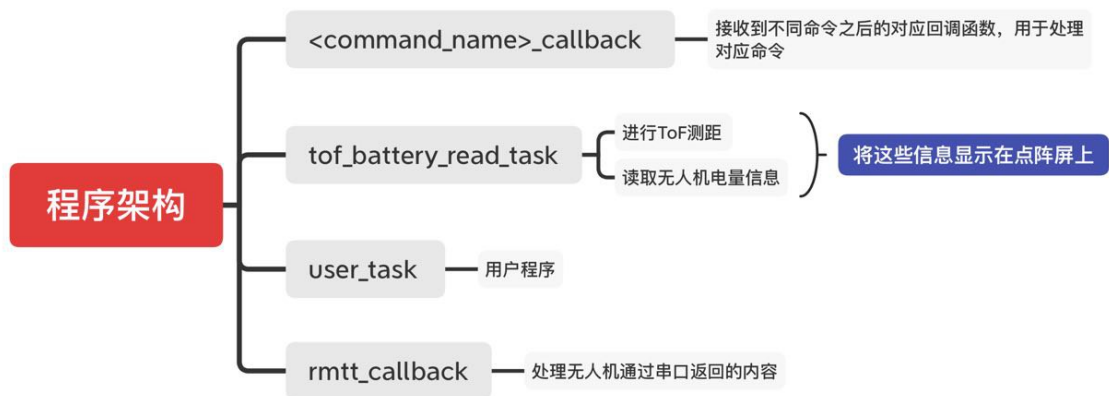 程序架构
<command_name>_callback
接收到不同命令之后的对应回调函数，用于处理
对应命令
tof_battery_read_task
进行ToF测距
读取无人机电量信息
将这些信息显示在点阵屏上
user_task
用户程序
rmtt_callback
处理无人机通过串口返回的内容